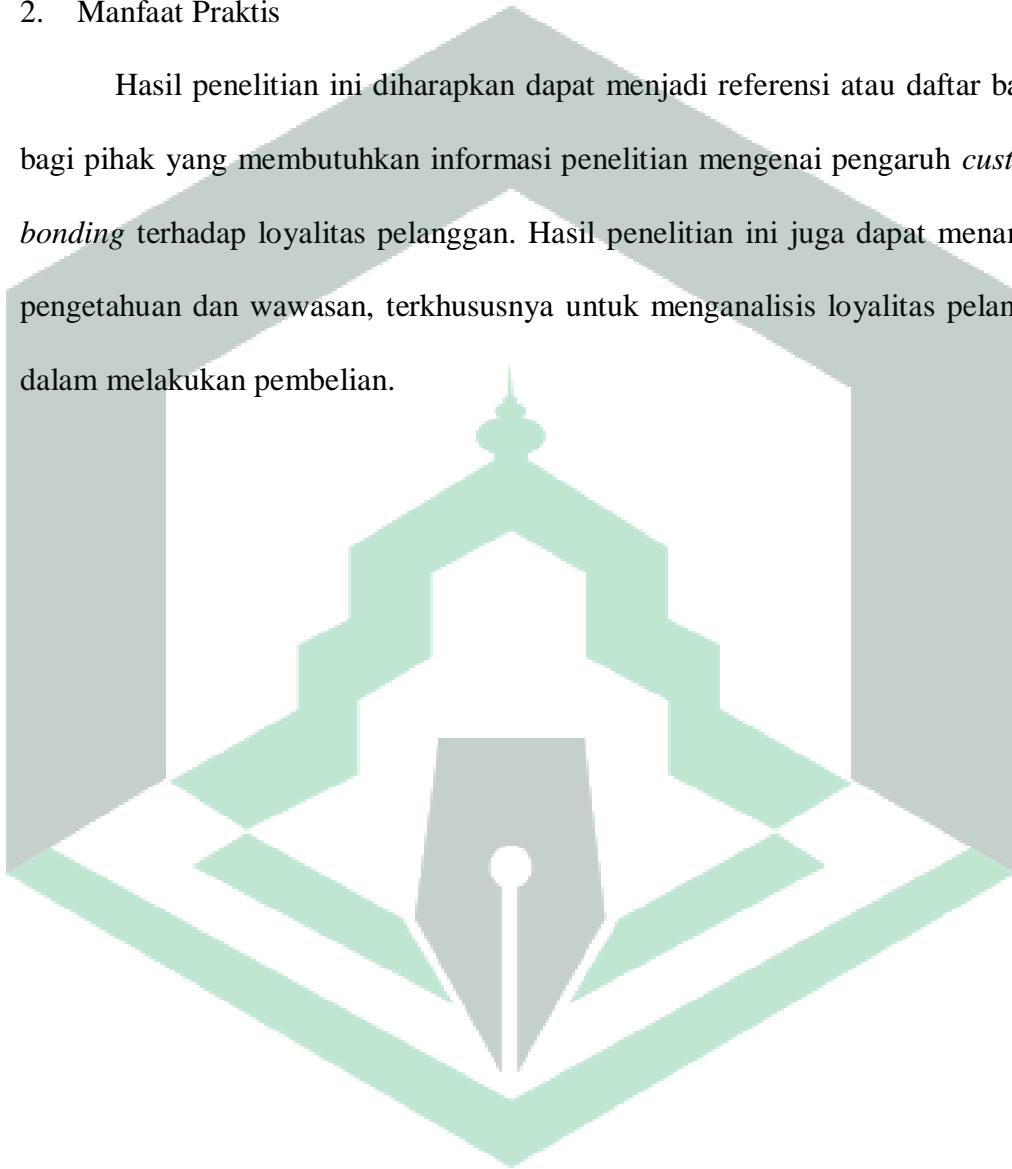 2. Manfaat Praktis
Hasil penelitian ini diharapkan dapat menjadi referensi atau daftar
bagi pihak yang membutuhkan informasi penelitian mengenai pengaruh
bonding terhadap loyalitas pelanggan. Hasil penelitian ini juga dapat
pengetahuan dan wawasan, terkhususnya untuk menganalisis loyalitas
dalam melakukan pembelian.